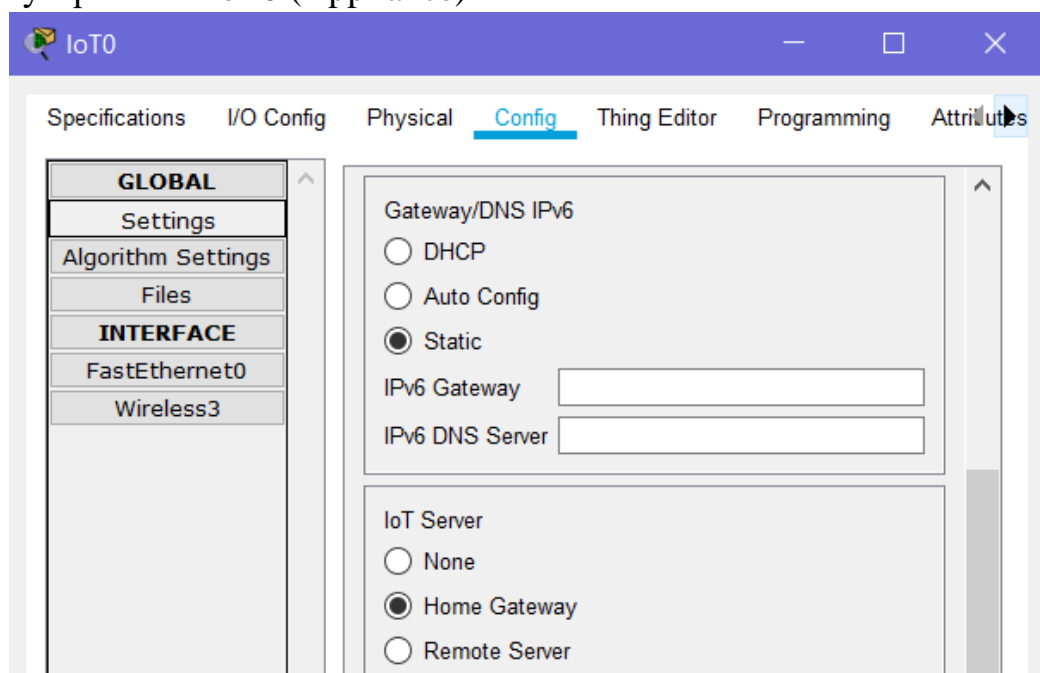 IoT0
Specifications I/O Config Physical Config Thing Editor Programming Attributes
GLOBAL
Settings
Algorithm Settings
Files
INTERFACE
FastEthernet0
Wireless3
Gateway/DNS IPv6
DHCP
Auto Config
Static
IPv6 Gateway
IPv6 DNS Server
IoT Server
None
Home Gateway
Remote Server